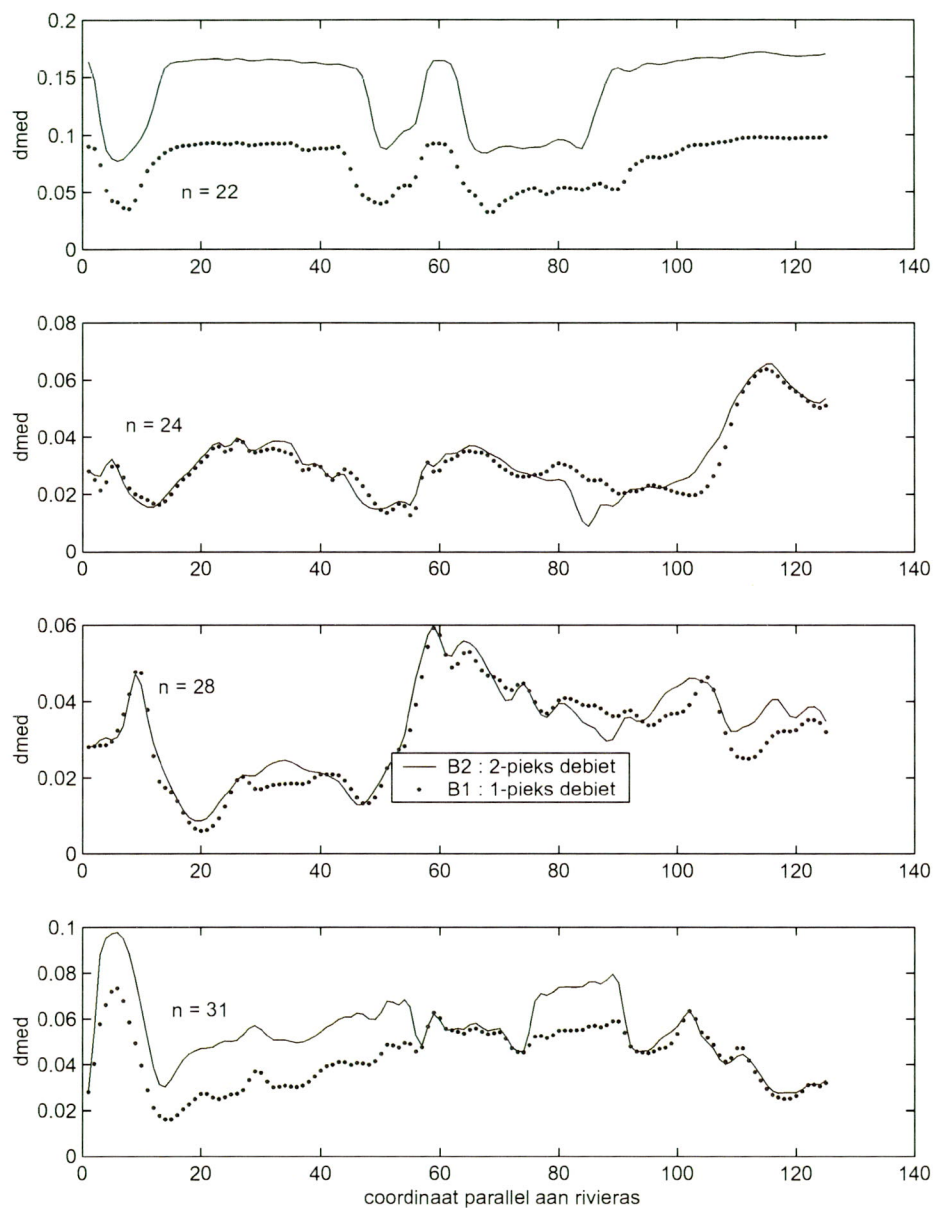 0.2
0.15
0.1
0.05
0
dmed
n = 22
0 20 40 60 80 100 120 140
0.08
0.06
0.04
0.02
0
dmed
n = 24
0 20 40 60 80 100 120 140
0.06
0.04
0.02
0
dmed
n = 28
B2 : 2-pieks debiet
B1 : 1-pieks debiet
0 20 40 60 80 100 120 140
0.1
0.08
0.06
0.04
0.02
0
dmed
n = 31
0 20 40 60 80 100 120 140
coordinaat parallel aan rivieras